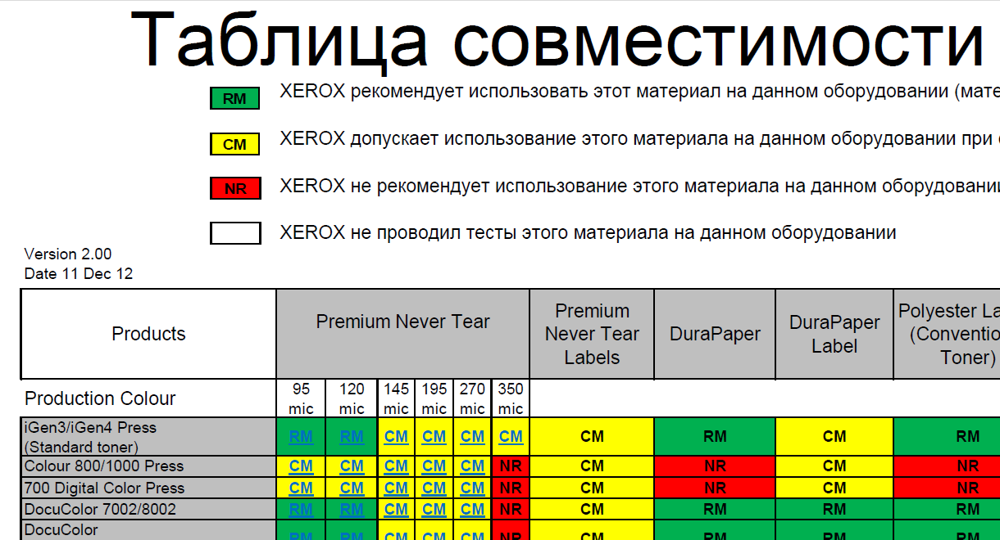 Таблица совместимости
RM XEROX рекомендует использовать этот материал на данном оборудовании
CM XEROX допускает использование этого материала на данном оборудовании при
NR XEROX не рекомендует использование этого материала на данном оборудовании
XEROX не проводил тесты этого материала на данном оборудовании
Version 2.00
Date 11 Dec 12
Products Premium Never Tear Premium Never Tear Labels DuraPaper DuraPaper Label Polyester (Conventio Toner)
Production Colour 95 mic 120 mic 145 mic 195 mic 270 mic 350 mic
iGen3/iGen4 Press
(Standard toner) RM RM CM CM CM CM CM RM CM RM
Colour 800/1000 Press CM CM CM CM CM NR CM NR CM NR
700 Digital Color Press CM CM CM CM CM NR CM NR CM NR
DocuColor 7002/8002 RM RM CM CM CM NR CM RM RM RM
DocuColor RM RM CM CM CM NR CM RM RM RM